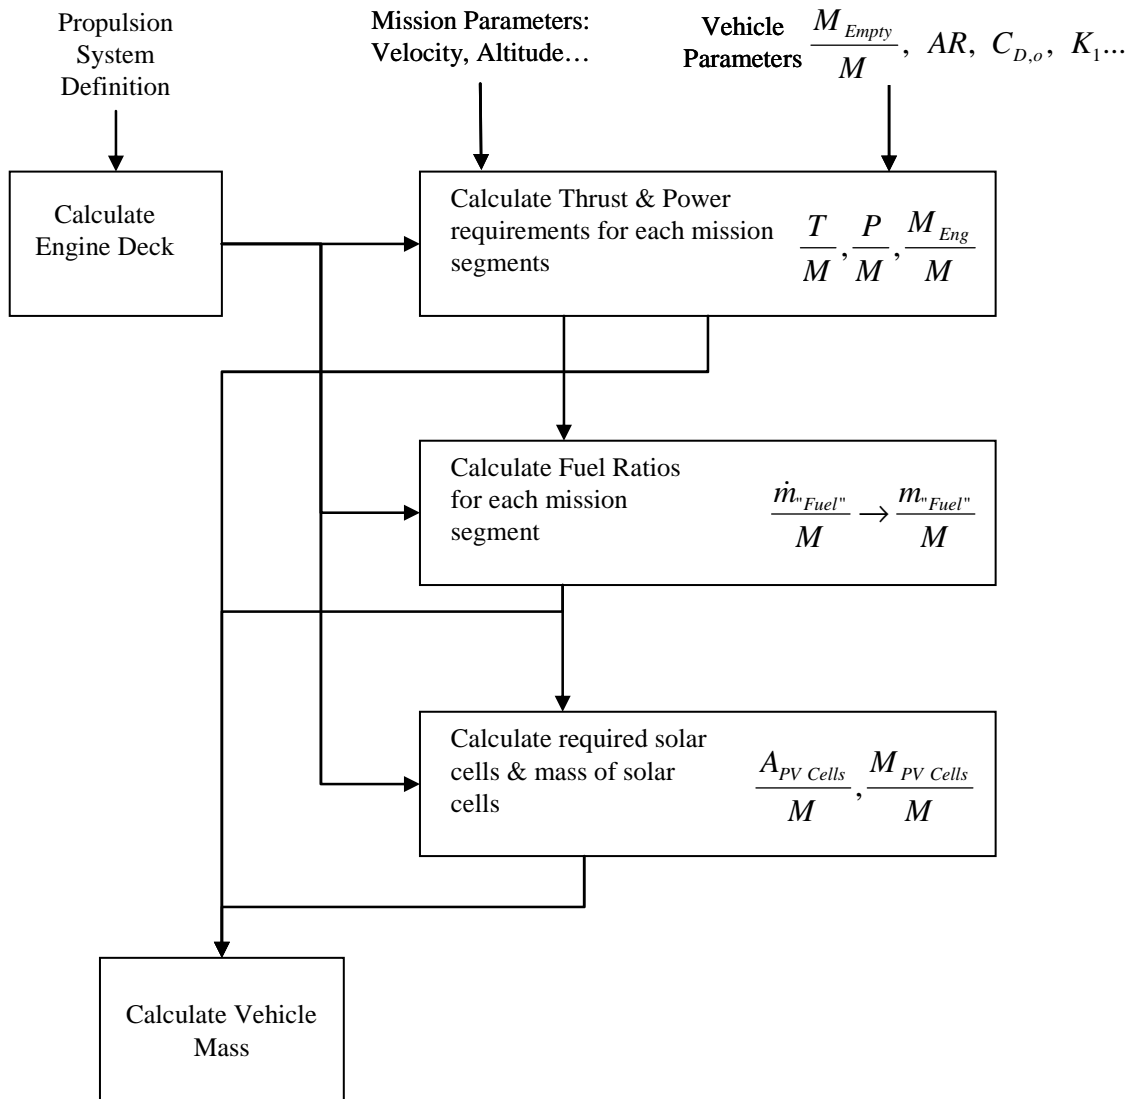 Propulsion
System
Definition
Mission Parameters:
Velocity, Altitude…
Vehicle
Parameters
M_Empty / M, AR, C_D,o, K_1...
Calculate
Engine Deck
Calculate Thrust & Power
requirements for each mission
segments
T / M, P / M, M_Eng / M
Calculate Fuel Ratios
for each mission
segment
ṁ_"Fuel" / M → m_"Fuel" / M
Calculate required solar
cells & mass of solar
cells
A_PV Cells / M, M_PV Cells / M
Calculate Vehicle
Mass